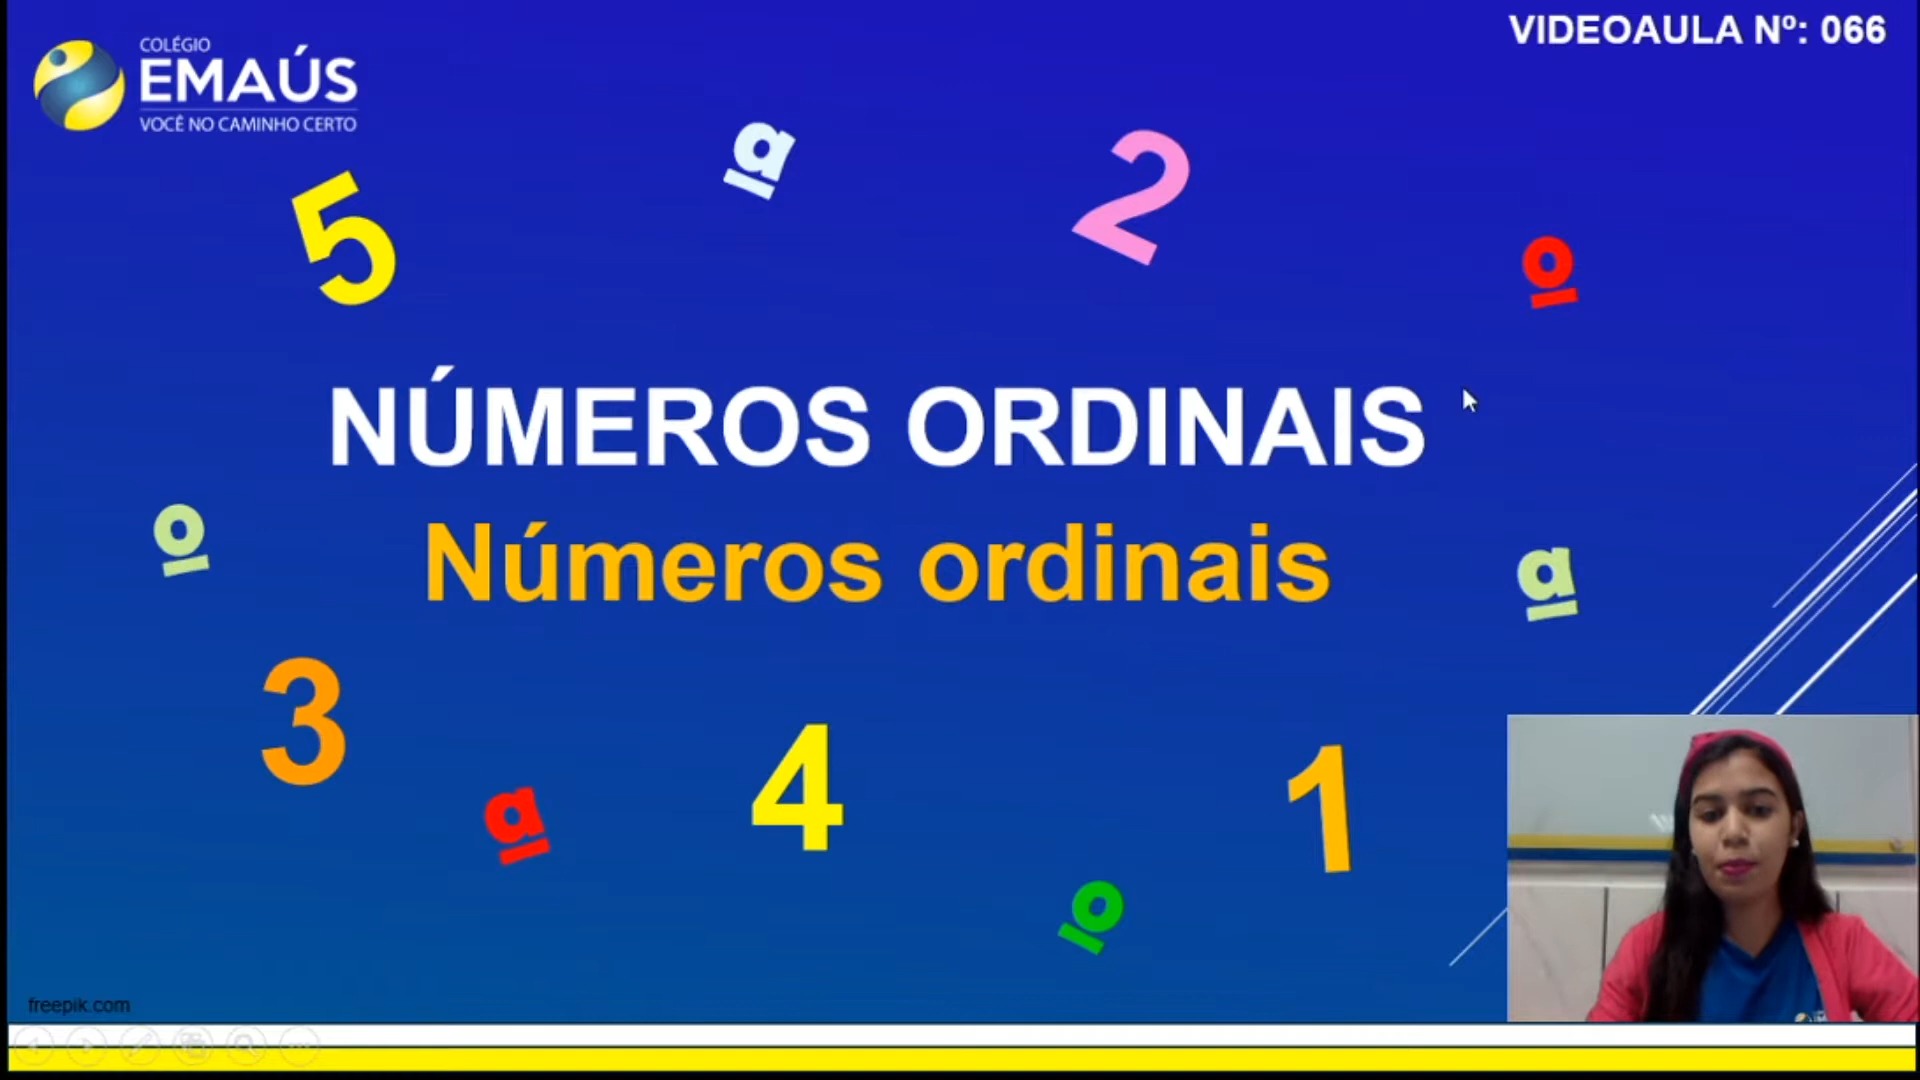 VIDEOAULA Nº: 066
COLÉGIO
EMAÚS
VOCÊ NO CAMINHO CERTO
ª
2
5
º
NÚMEROS ORDINAIS
Números ordinais
º
ª
3
4
1
ª
º
freepik.com